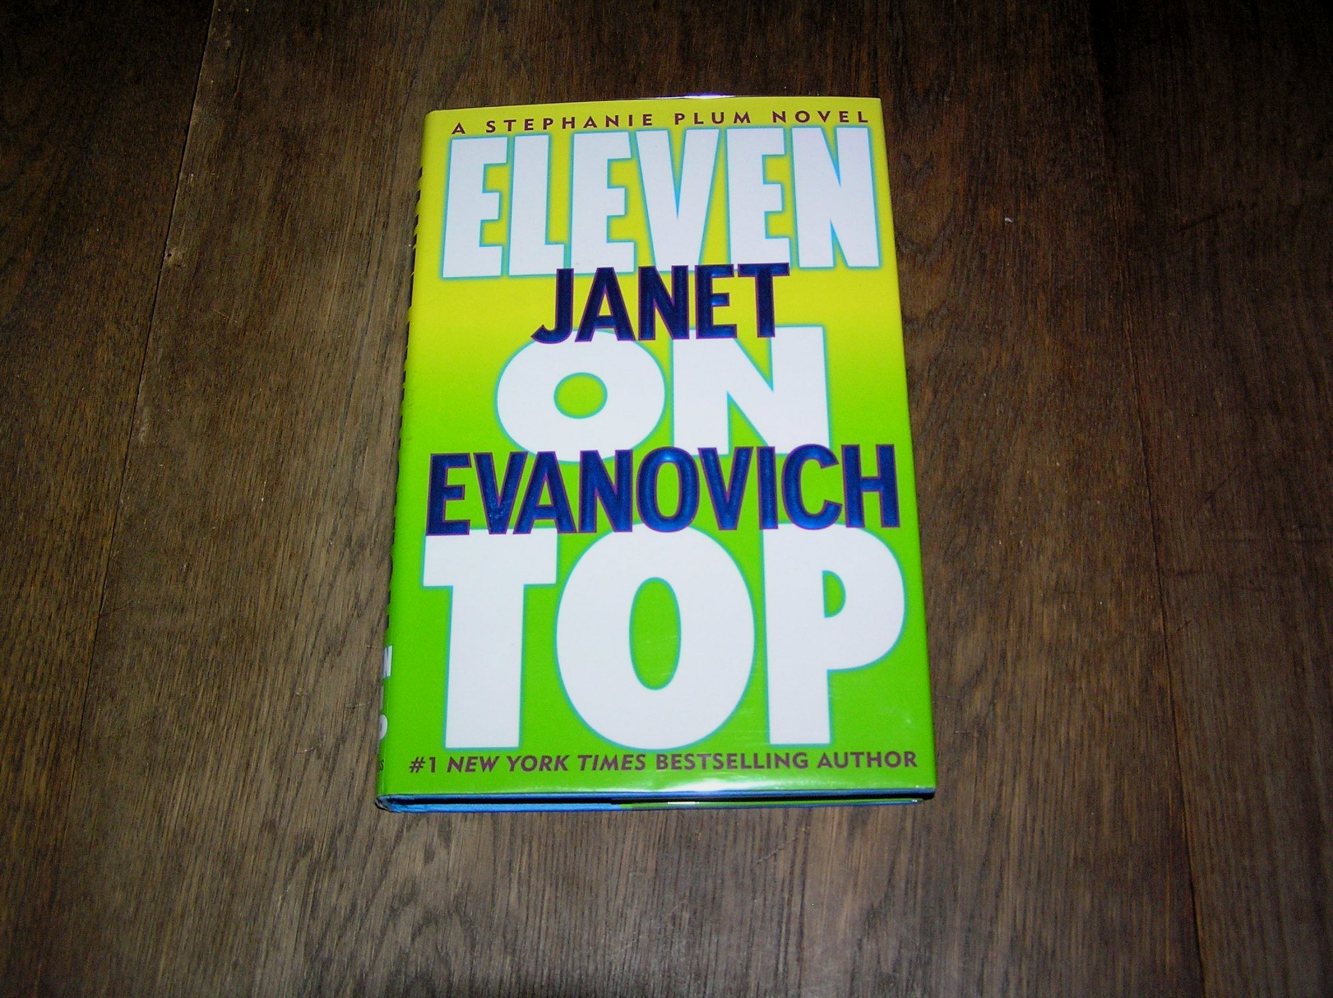 A STEPHANIE PLUM NOVEL
ELEVEN
JANET
ON
EVANOVICH
TOP
#1 NEW YORK TIMES BESTSELLING AUTHOR